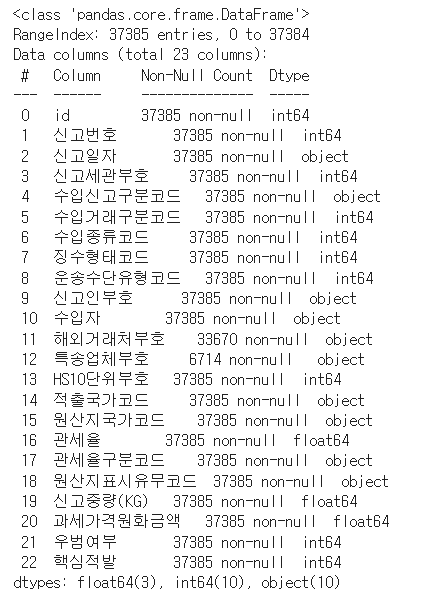 <class 'pandas.core.frame.DataFrame'>
RangeIndex: 37385 entries, 0 to 37384
Data columns (total 23 columns):
#   Column   Non-Null Count   Dtype
---  ------   --------------   -----
0   id   37385 non-null   int64
1   신고번호   37385 non-null   int64
2   신고일자   37385 non-null   object
3   신고세관부호   37385 non-null   int64
4   수입신고구분코드   37385 non-null   object
5   수입거래구분코드   37385 non-null   int64
6   수입종류코드   37385 non-null   int64
7   징수형태코드   37385 non-null   int64
8   운송수단유형코드   37385 non-null   int64
9   신고인부호   37385 non-null   object
10   수입자   37385 non-null   object
11   해외거래처부호   33670 non-null   object
12   특송업체부호   6714 non-null   object
13   HS10단위부호   37385 non-null   int64
14   적출국가코드   37385 non-null   object
15   원산지국가코드   37385 non-null   object
16   관세율   37385 non-null   float64
17   관세율구분코드   37385 non-null   object
18   원산지표시유무코드   37385 non-null   object
19   신고중량(KG)   37385 non-null   float64
20   과세가격원화금액   37385 non-null   float64
21   우범여부   37385 non-null   int64
22   핵심적발   37385 non-null   int64
dtypes: float64(3), int64(10), object(10)